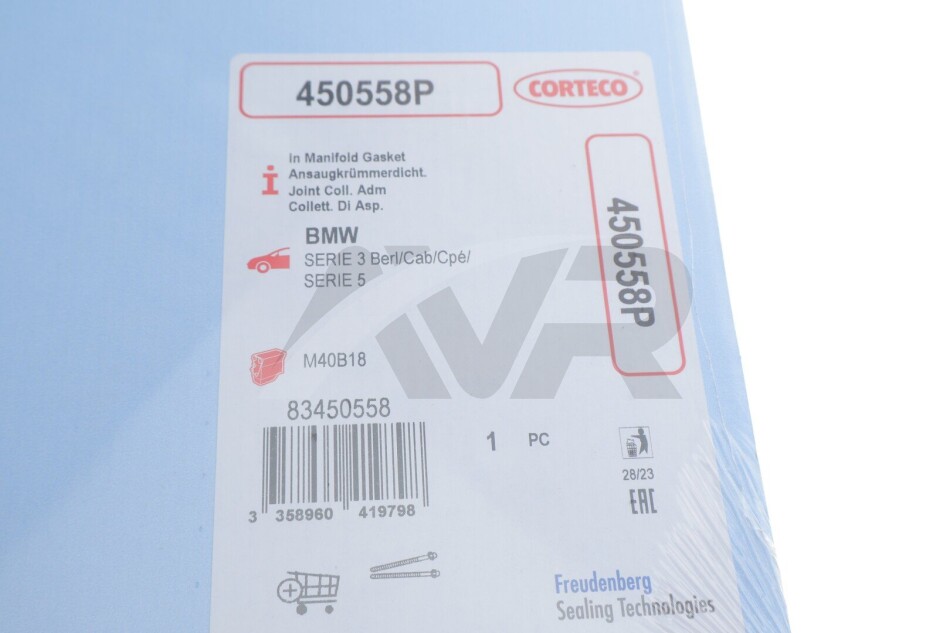 450558P
CORTECO
In Manifold Gasket
Ansaugkrümmerdicht.
Joint Coll. Adm
Collett. Di Asp.
450558P
BMW
SERIE 3 Berl/Cab/Cpé/
SERIE 5
VR
M40B18
83450558
1 PC
28/23
EAC
3 358960 419798
Freudenberg
Sealing Technologies